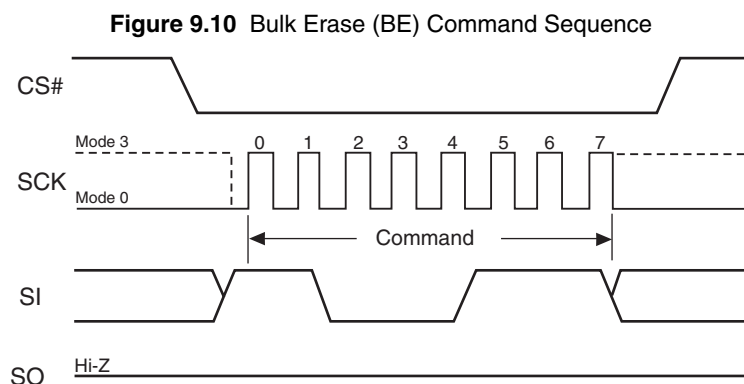 Figure 9.10 Bulk Erase (BE) Command Sequence
CS#
Mode 3
0 1 2 3 4 5 6 7
SCK
Mode 0
Command
SI
Hi-Z
SO